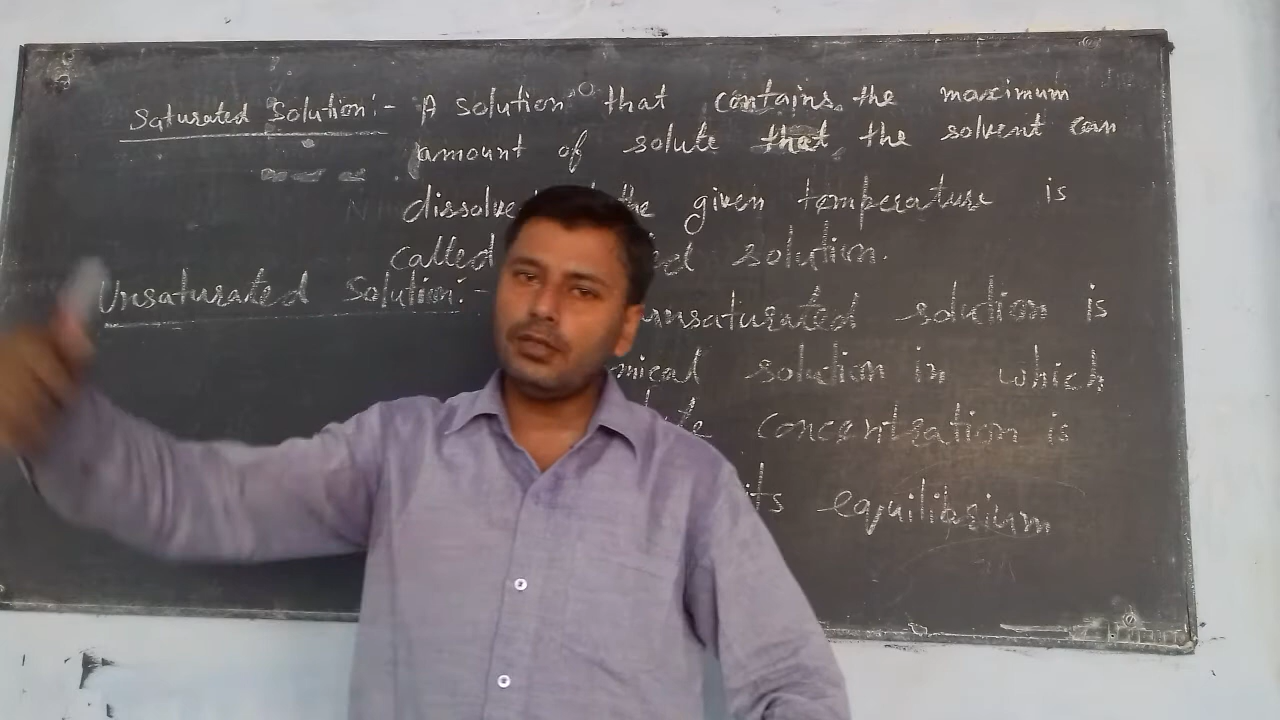 Saturated Solution:- A solution that contains the maximum
amount of solute that the solvent can
dissolve the given temperature is
called solution.
Unsaturated Solution:- unsaturated solution is
solution in which
concentration is
its equilibrium